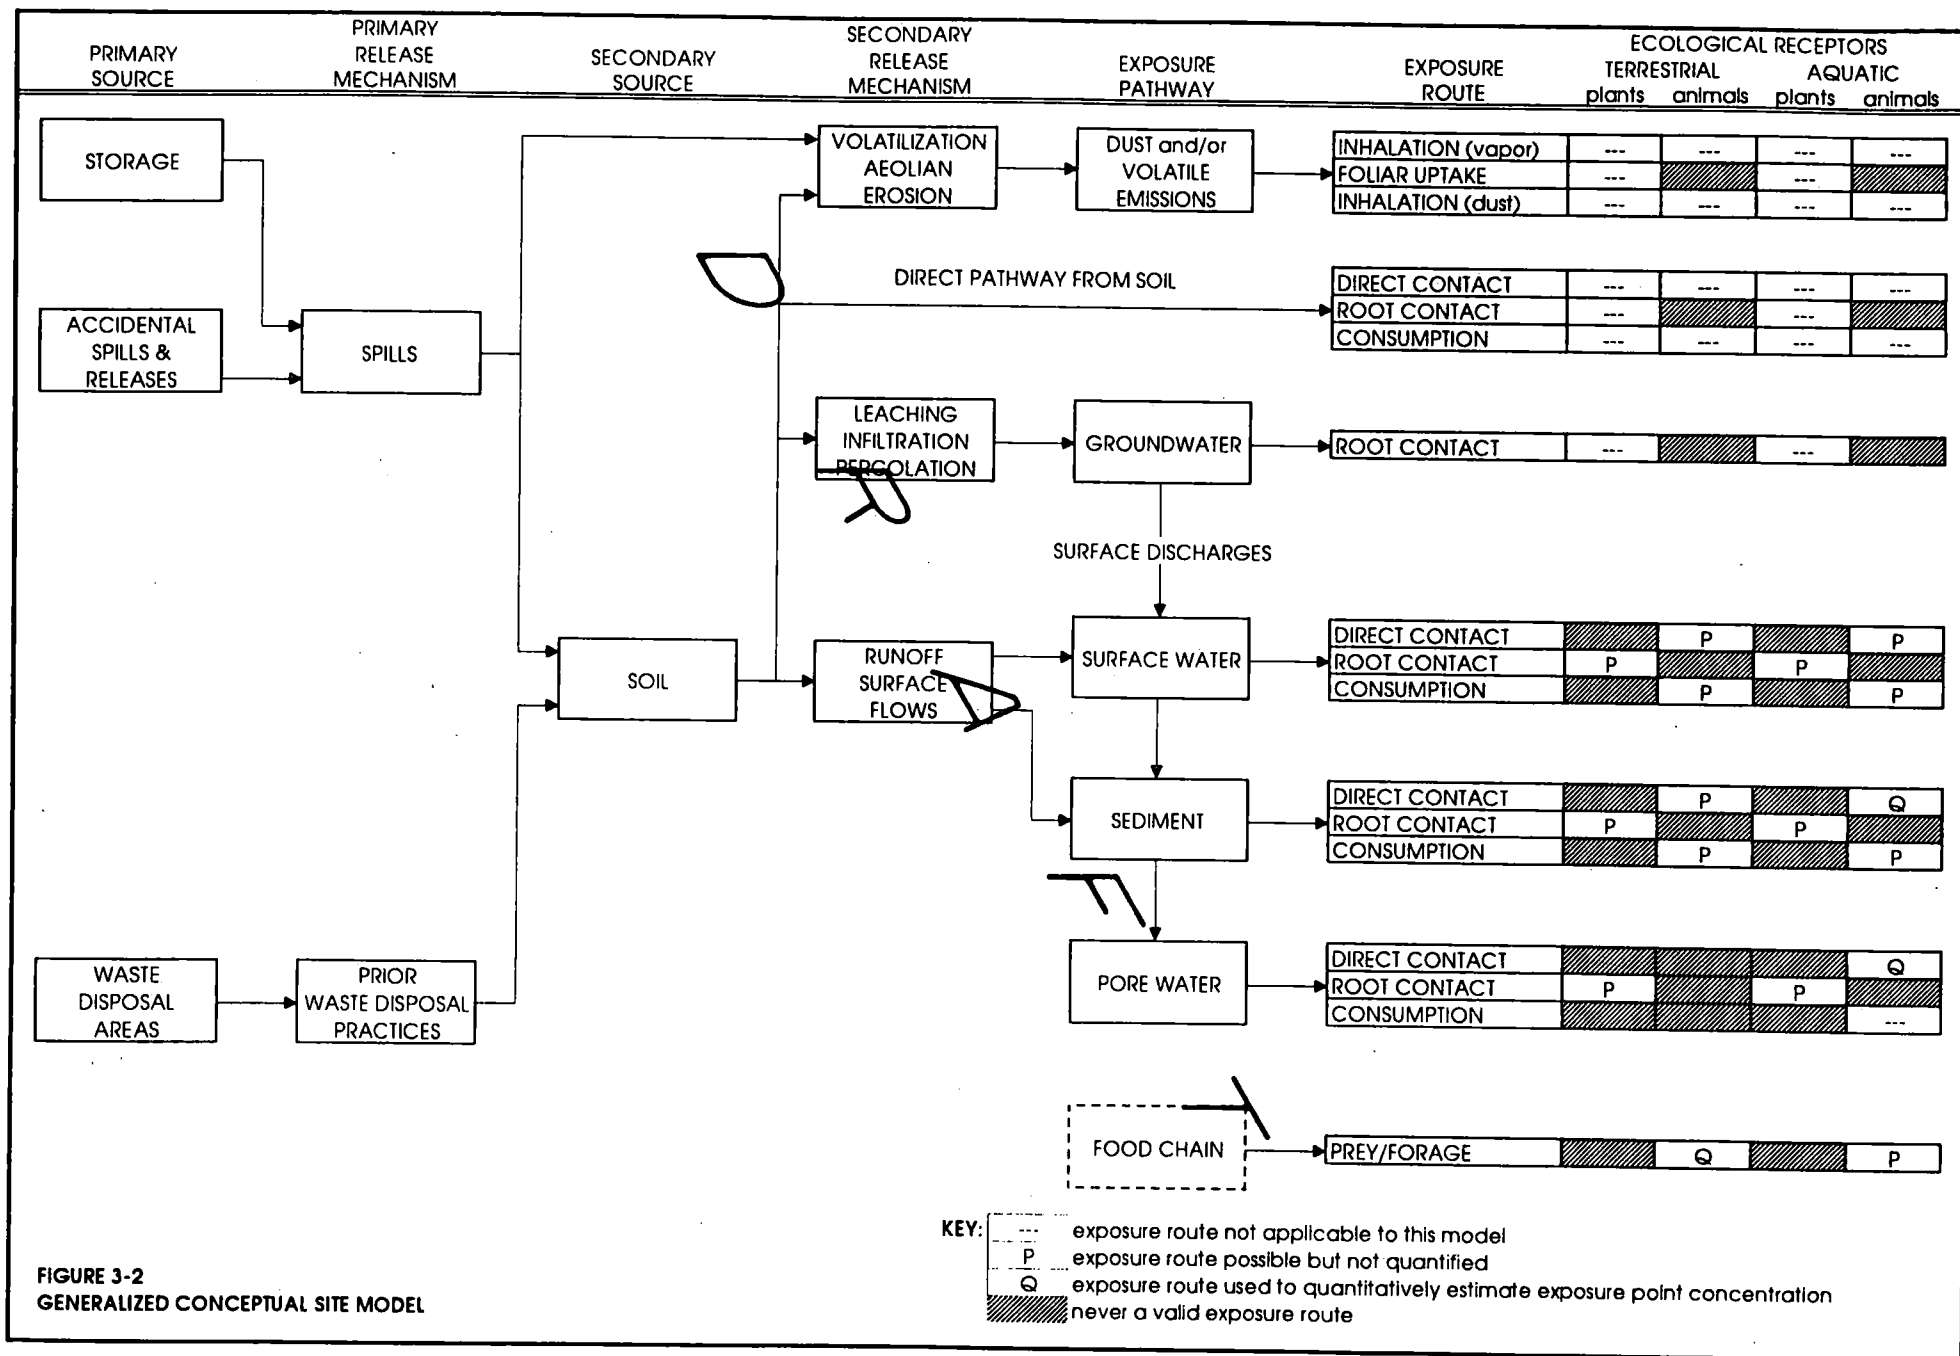 PRIMARY SOURCE
PRIMARY RELEASE MECHANISM
SECONDARY SOURCE
SECONDARY RELEASE MECHANISM
EXPOSURE PATHWAY
EXPOSURE ROUTE
ECOLOGICAL RECEPTORS
TERRESTRIAL AQUATIC
plants animals plants animals
STORAGE
ACCIDENTAL
SPILLS &
RELEASES
SPILLS
WASTE
DISPOSAL
AREAS
PRIOR
WASTE DISPOSAL
PRACTICES
SOIL
VOLATILIZATION
AEOLIAN
EROSION
DUST and/or
VOLATILE
EMISSIONS
INHALATION (vapor) --- --- --- ---
FOLIAR UPTAKE --- ---
INHALATION (dust) --- --- --- ---
DIRECT PATHWAY FROM SOIL
DIRECT CONTACT --- --- --- ---
ROOT CONTACT --- ---
CONSUMPTION --- --- --- ---
LEACHING
INFILTRATION
PERCOLATION
GROUNDWATER
ROOT CONTACT --- ---
SURFACE DISCHARGES
RUNOFF
SURFACE
FLOWS
SURFACE WATER
DIRECT CONTACT P P
ROOT CONTACT P P
CONSUMPTION P P
SEDIMENT
DIRECT CONTACT P Q
ROOT CONTACT P P
CONSUMPTION P P
PORE WATER
DIRECT CONTACT Q
ROOT CONTACT P P
CONSUMPTION ---
FOOD CHAIN
PREY/FORAGE Q P
KEY:
--- exposure route not applicable to this model
P exposure route possible but not quantified
Q exposure route used to quantitatively estimate exposure point concentration
never a valid exposure route
FIGURE 3-2
GENERALIZED CONCEPTUAL SITE MODEL